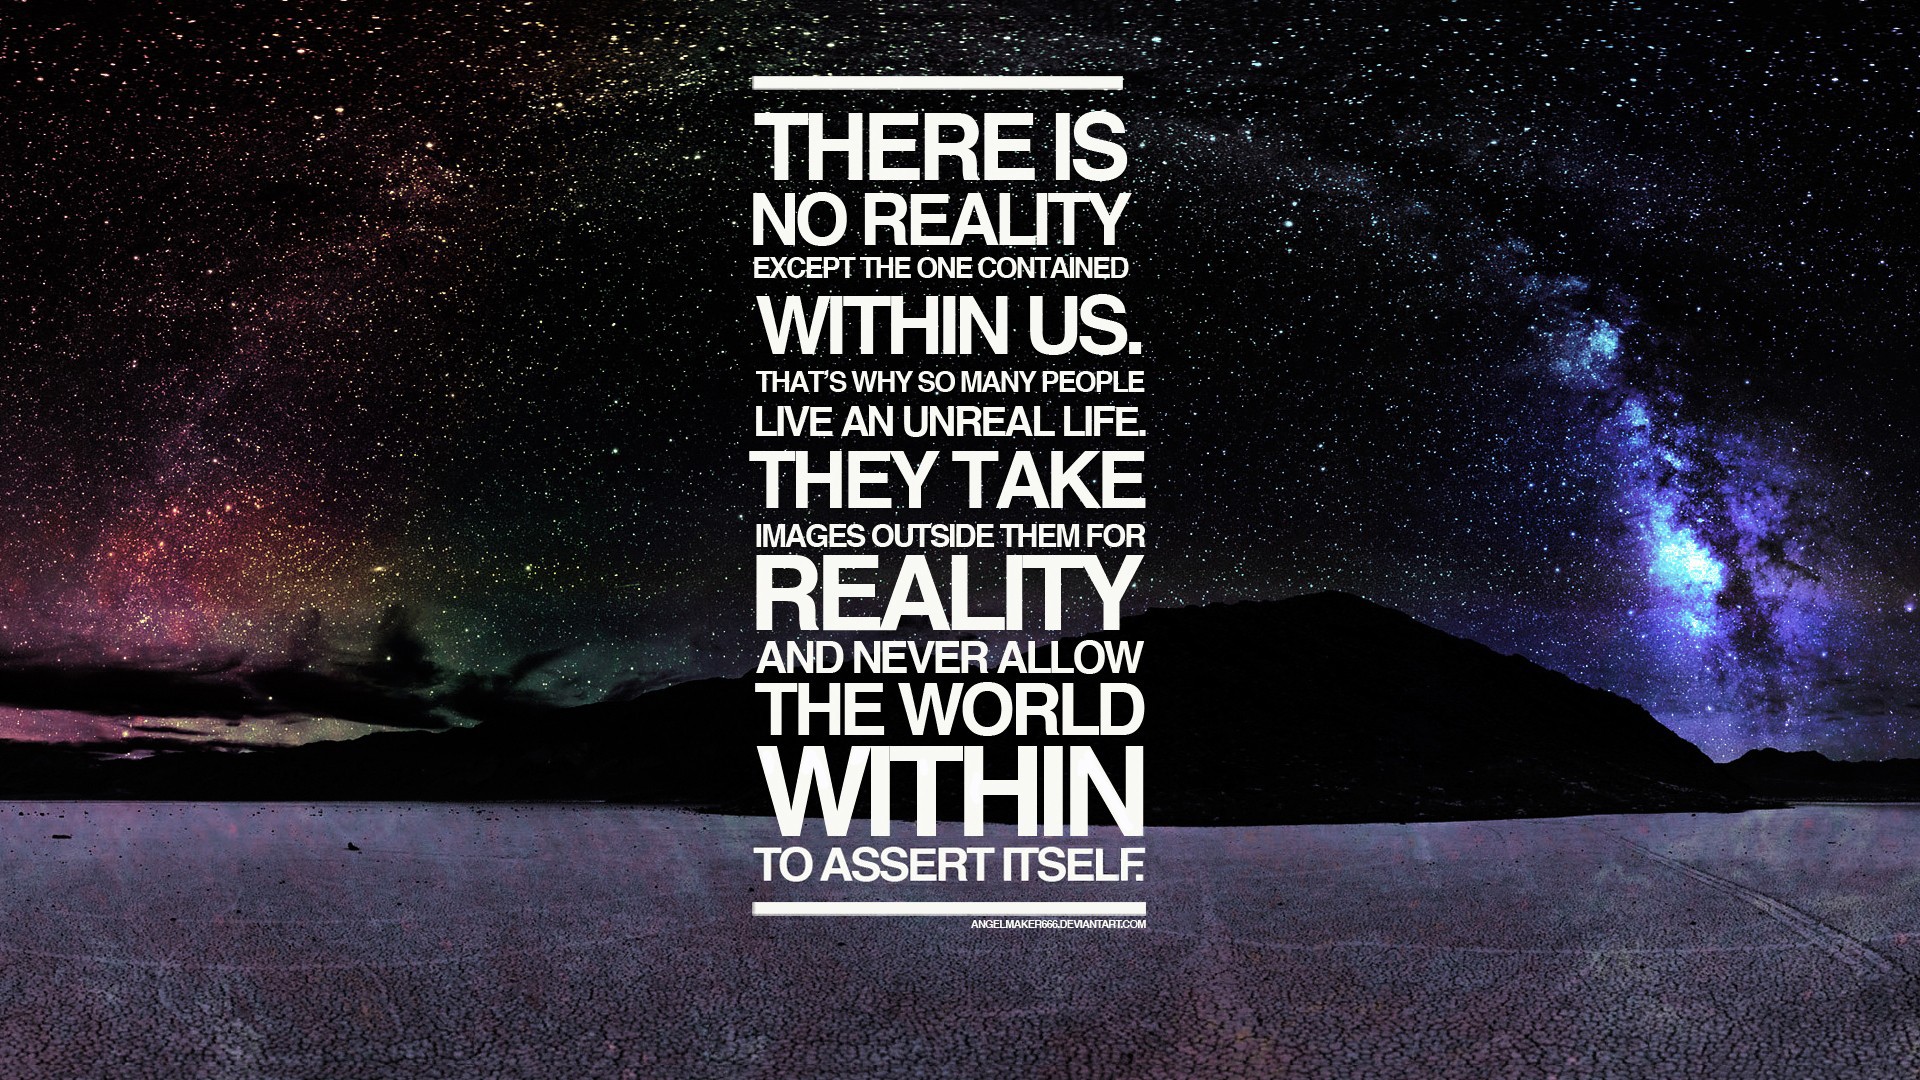 THERE IS
NO REALITY
EXCEPT THE ONE CONTAINED
WITHIN US.
THAT'S WHY SO MANY PEOPLE
LIVE AN UNREAL LIFE.
THEY TAKE
IMAGES OUTSIDE THEM FOR
REALITY
AND NEVER ALLOW
THE WORLD
WITHIN
TO ASSERT ITSELF.
ANGELMAKER666.DEVIANTART.COM